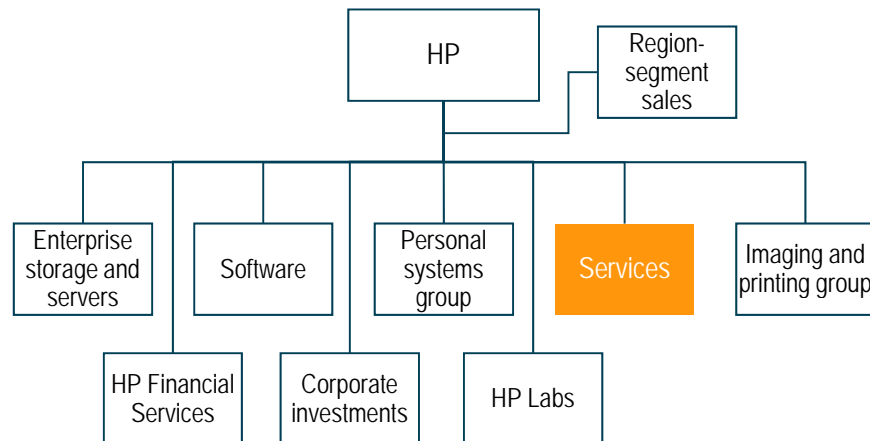 HP
Region-
segment
sales
Enterprise
storage and
servers
Software
Personal
systems
group
Services
Imaging and
printing group
HP Financial
Services
Corporate
investments
HP Labs